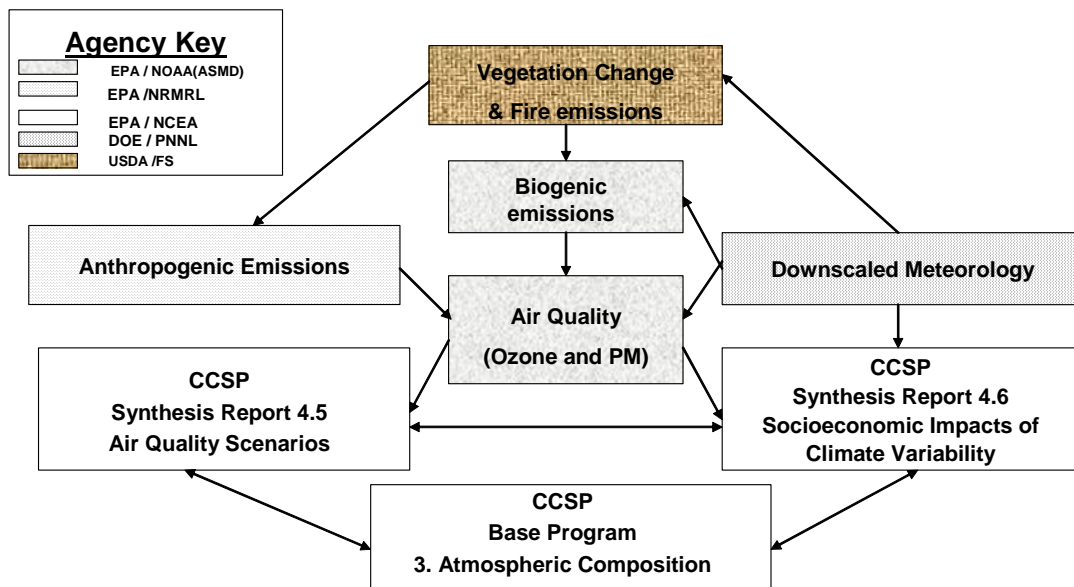 Agency Key
EPA / NOAA(ASMD)
EPA /NRMRL
EPA / NCEA
DOE / PNNL
USDA /FS
Vegetation Change
& Fire emissions
Biogenic
emissions
Anthropogenic Emissions
Downscaled Meteorology
Air Quality
(Ozone and PM)
CCSP
Synthesis Report 4.5
Air Quality Scenarios
CCSP
Synthesis Report 4.6
Socioeconomic Impacts of
Climate Variability
CCSP
Base Program
3. Atmospheric Composition